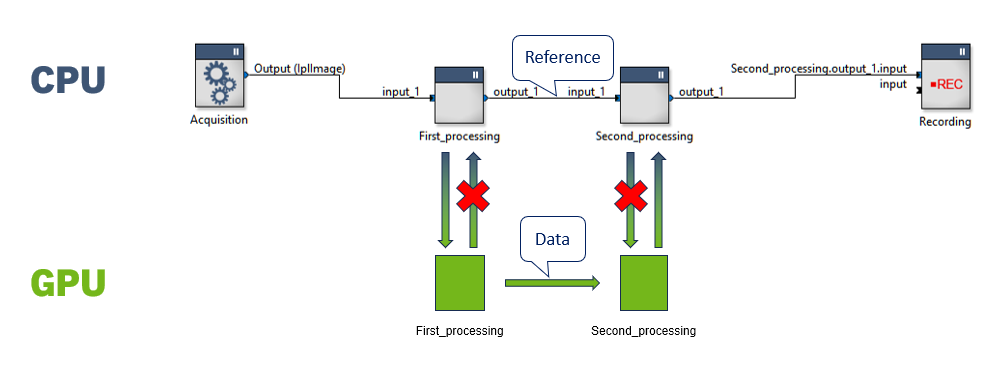 CPU
Reference
Output (IplImage)
Second_processing.output_1.input
input_1
output_1
input_1
output_1
input
REC
Acquisition
First_processing
Second_processing
Recording
Data
GPU
First_processing
Second_processing